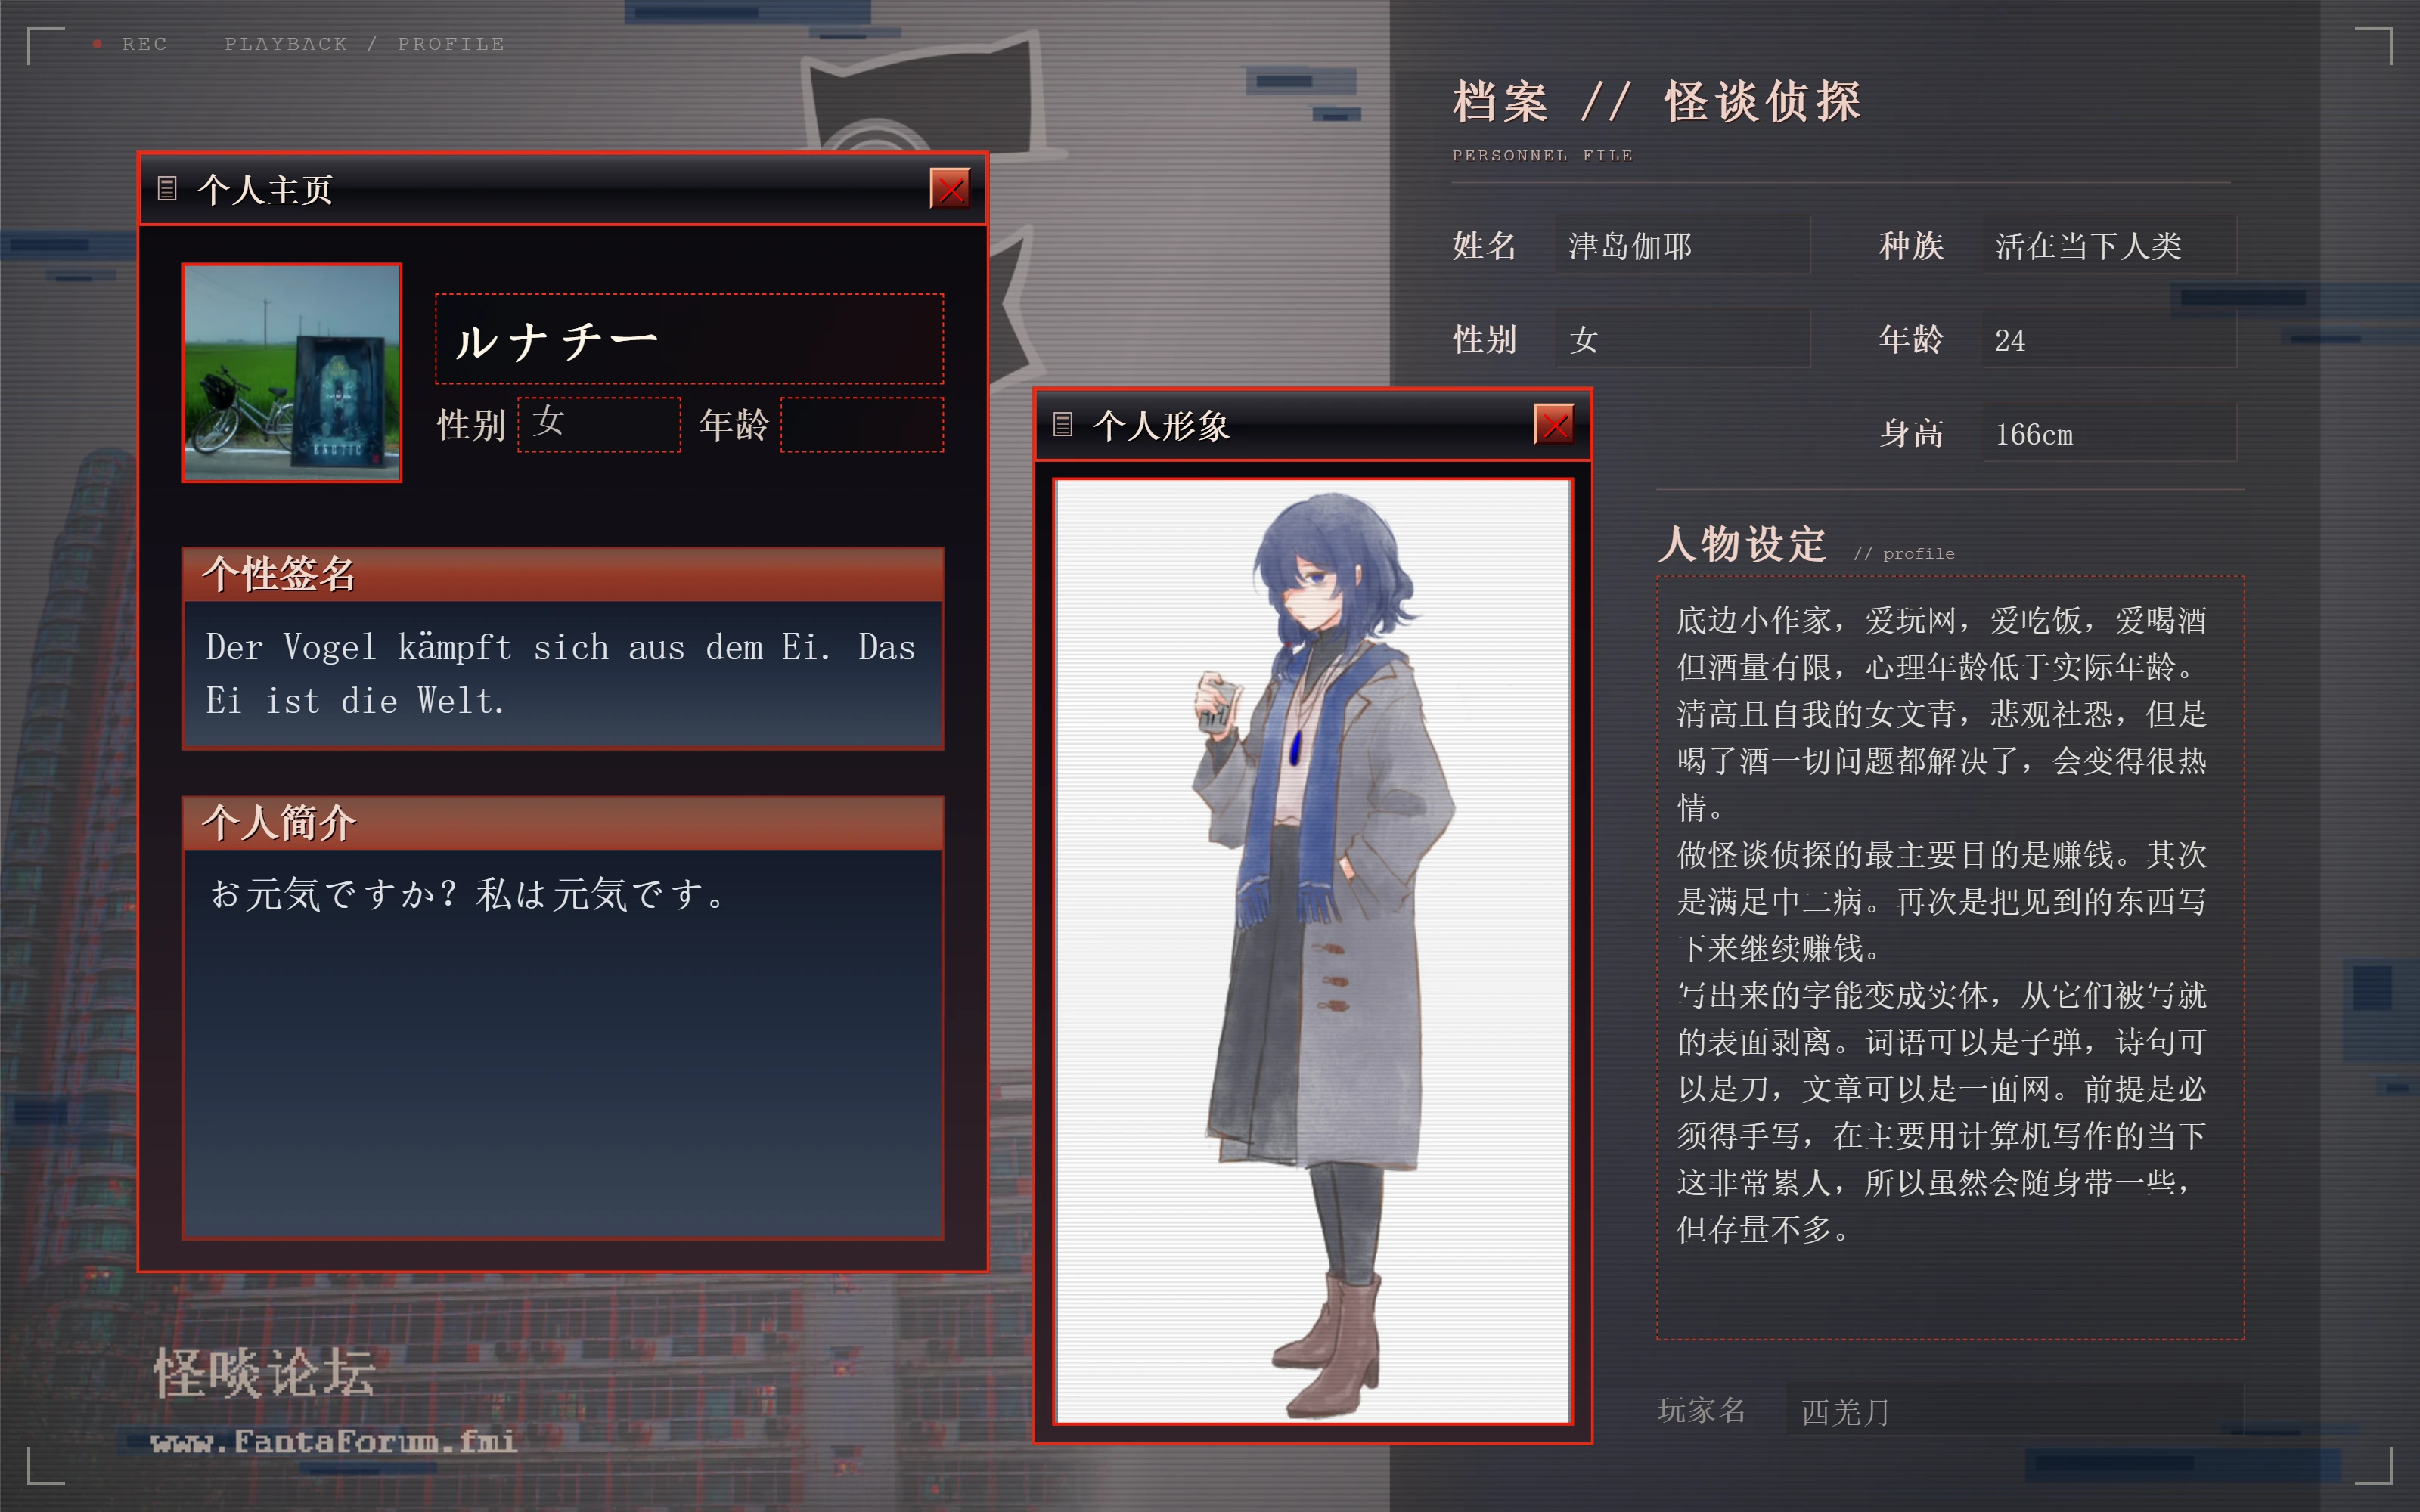 REC PLAYBACK / PROFILE
个人主页
ルナチー
性别 女 年龄
个性签名
Der Vogel kämpft sich aus dem Ei. Das
Ei ist die Welt.
个人简介
お元気ですか？私は元気です。
怪啖论坛
www.FantaForum.fmi
个人形象
档案 // 怪谈侦探
PERSONNEL FILE
姓名 津岛伽耶 种族 活在当下人类
性别 女 年龄 24
身高 166cm
人物设定 // profile
底边小作家，爱玩网，爱吃饭，爱喝酒
但酒量有限，心理年龄低于实际年龄。
清高且自我的女文青，悲观社恐，但是
喝了酒一切问题都解决了，会变得很热
情。
做怪谈侦探的最主要目的是赚钱。其次
是满足中二病。再次是把见到的东西写
下来继续赚钱。
写出来的字能变成实体，从它们被写就
的表面剥离。词语可以是子弹，诗句可
以是刀，文章可以是一面网。前提是必
须得手写，在主要用计算机写作的当下
这非常累人，所以虽然会随身带一些，
但存量不多。
玩家名 西羌月